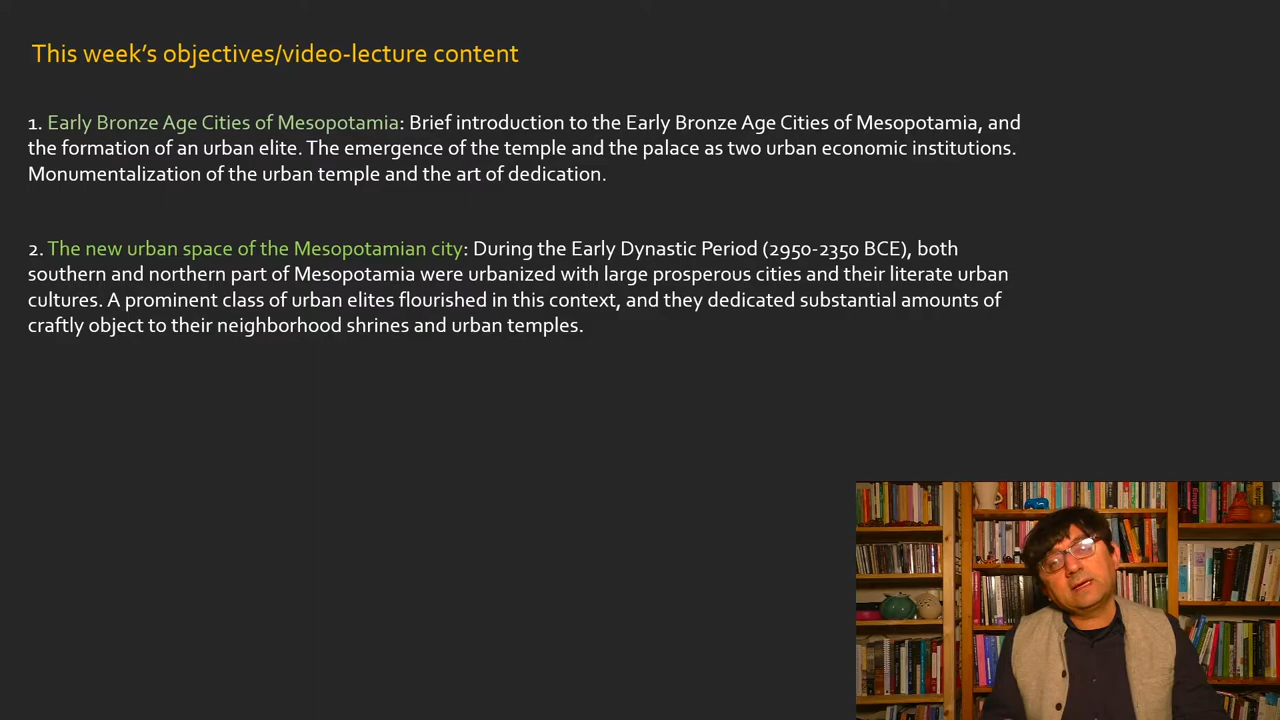 This week's objectives/video-lecture content
1. Early Bronze Age Cities of Mesopotamia: Brief introduction to the Early Bronze Age Cities of Mesopotamia, and
the formation of an urban elite. The emergence of the temple and the palace as two urban economic institutions.
Monumentalization of the urban temple and the art of dedication.
2. The new urban space of the Mesopotamian city: During the Early Dynastic Period (2950-2350 BCE), both
southern and northern part of Mesopotamia were urbanized with large prosperous cities and their literate urban
cultures. A prominent class of urban elites flourished in this context, and they dedicated substantial amounts of
craftly object to their neighborhood shrines and urban temples.